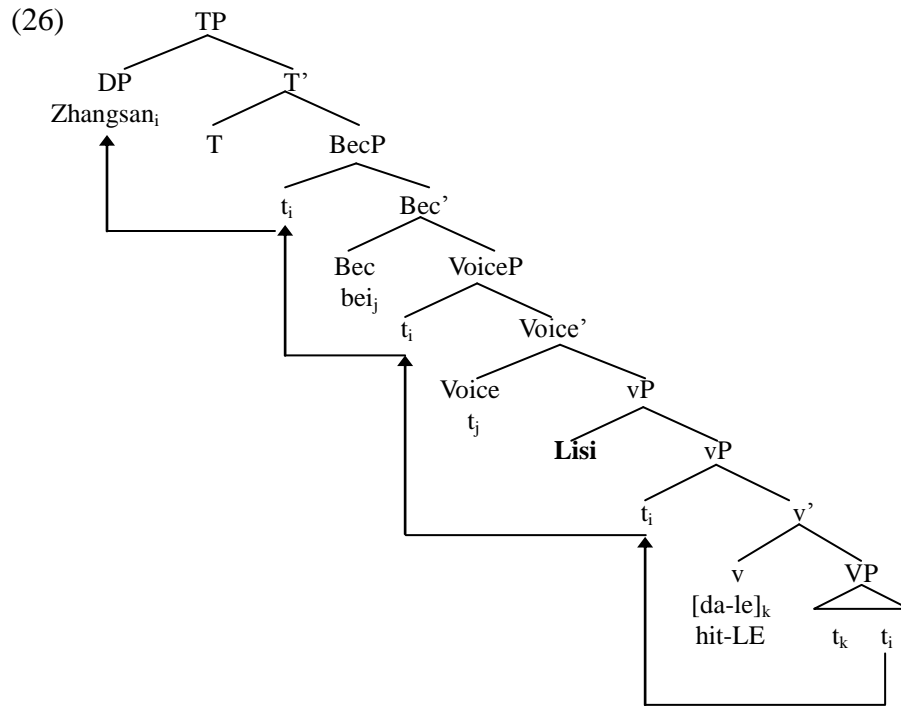 (26)
TP
DP
T’
Zhangsanᵢ
T
BecP
tᵢ
Bec’
Bec
VoiceP
beiⱼ
tᵢ
Voice’
Voice
vP
tⱼ
Lisi
vP
tᵢ
v’
v
VP
[da-le]ₖ
hit-LE
tₖ tᵢ